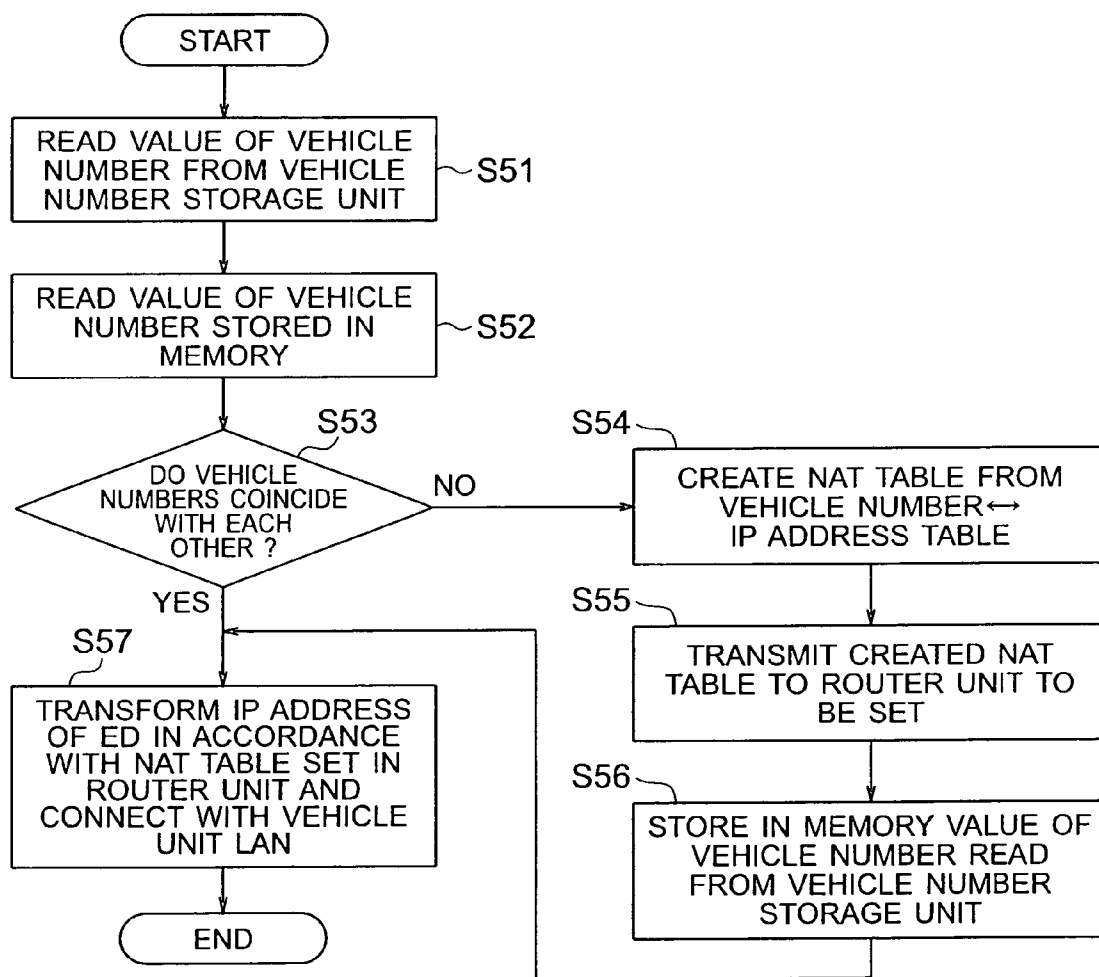 START
READ VALUE OF VEHICLE
NUMBER FROM VEHICLE
NUMBER STORAGE UNIT
S51
READ VALUE OF VEHICLE
NUMBER STORED IN
MEMORY
S52
S53
DO VEHICLE
NUMBERS COINCIDE
WITH EACH
OTHER ?
NO
YES
S54
CREATE NAT TABLE FROM
VEHICLE NUMBER↔
IP ADDRESS TABLE
S55
TRANSMIT CREATED NAT
TABLE TO ROUTER UNIT TO
BE SET
S56
STORE IN MEMORY VALUE OF
VEHICLE NUMBER READ
FROM VEHICLE NUMBER
STORAGE UNIT
S57
TRANSFORM IP ADDRESS
OF ED IN ACCORDANCE
WITH NAT TABLE SET IN
ROUTER UNIT AND
CONNECT WITH VEHICLE
UNIT LAN
END